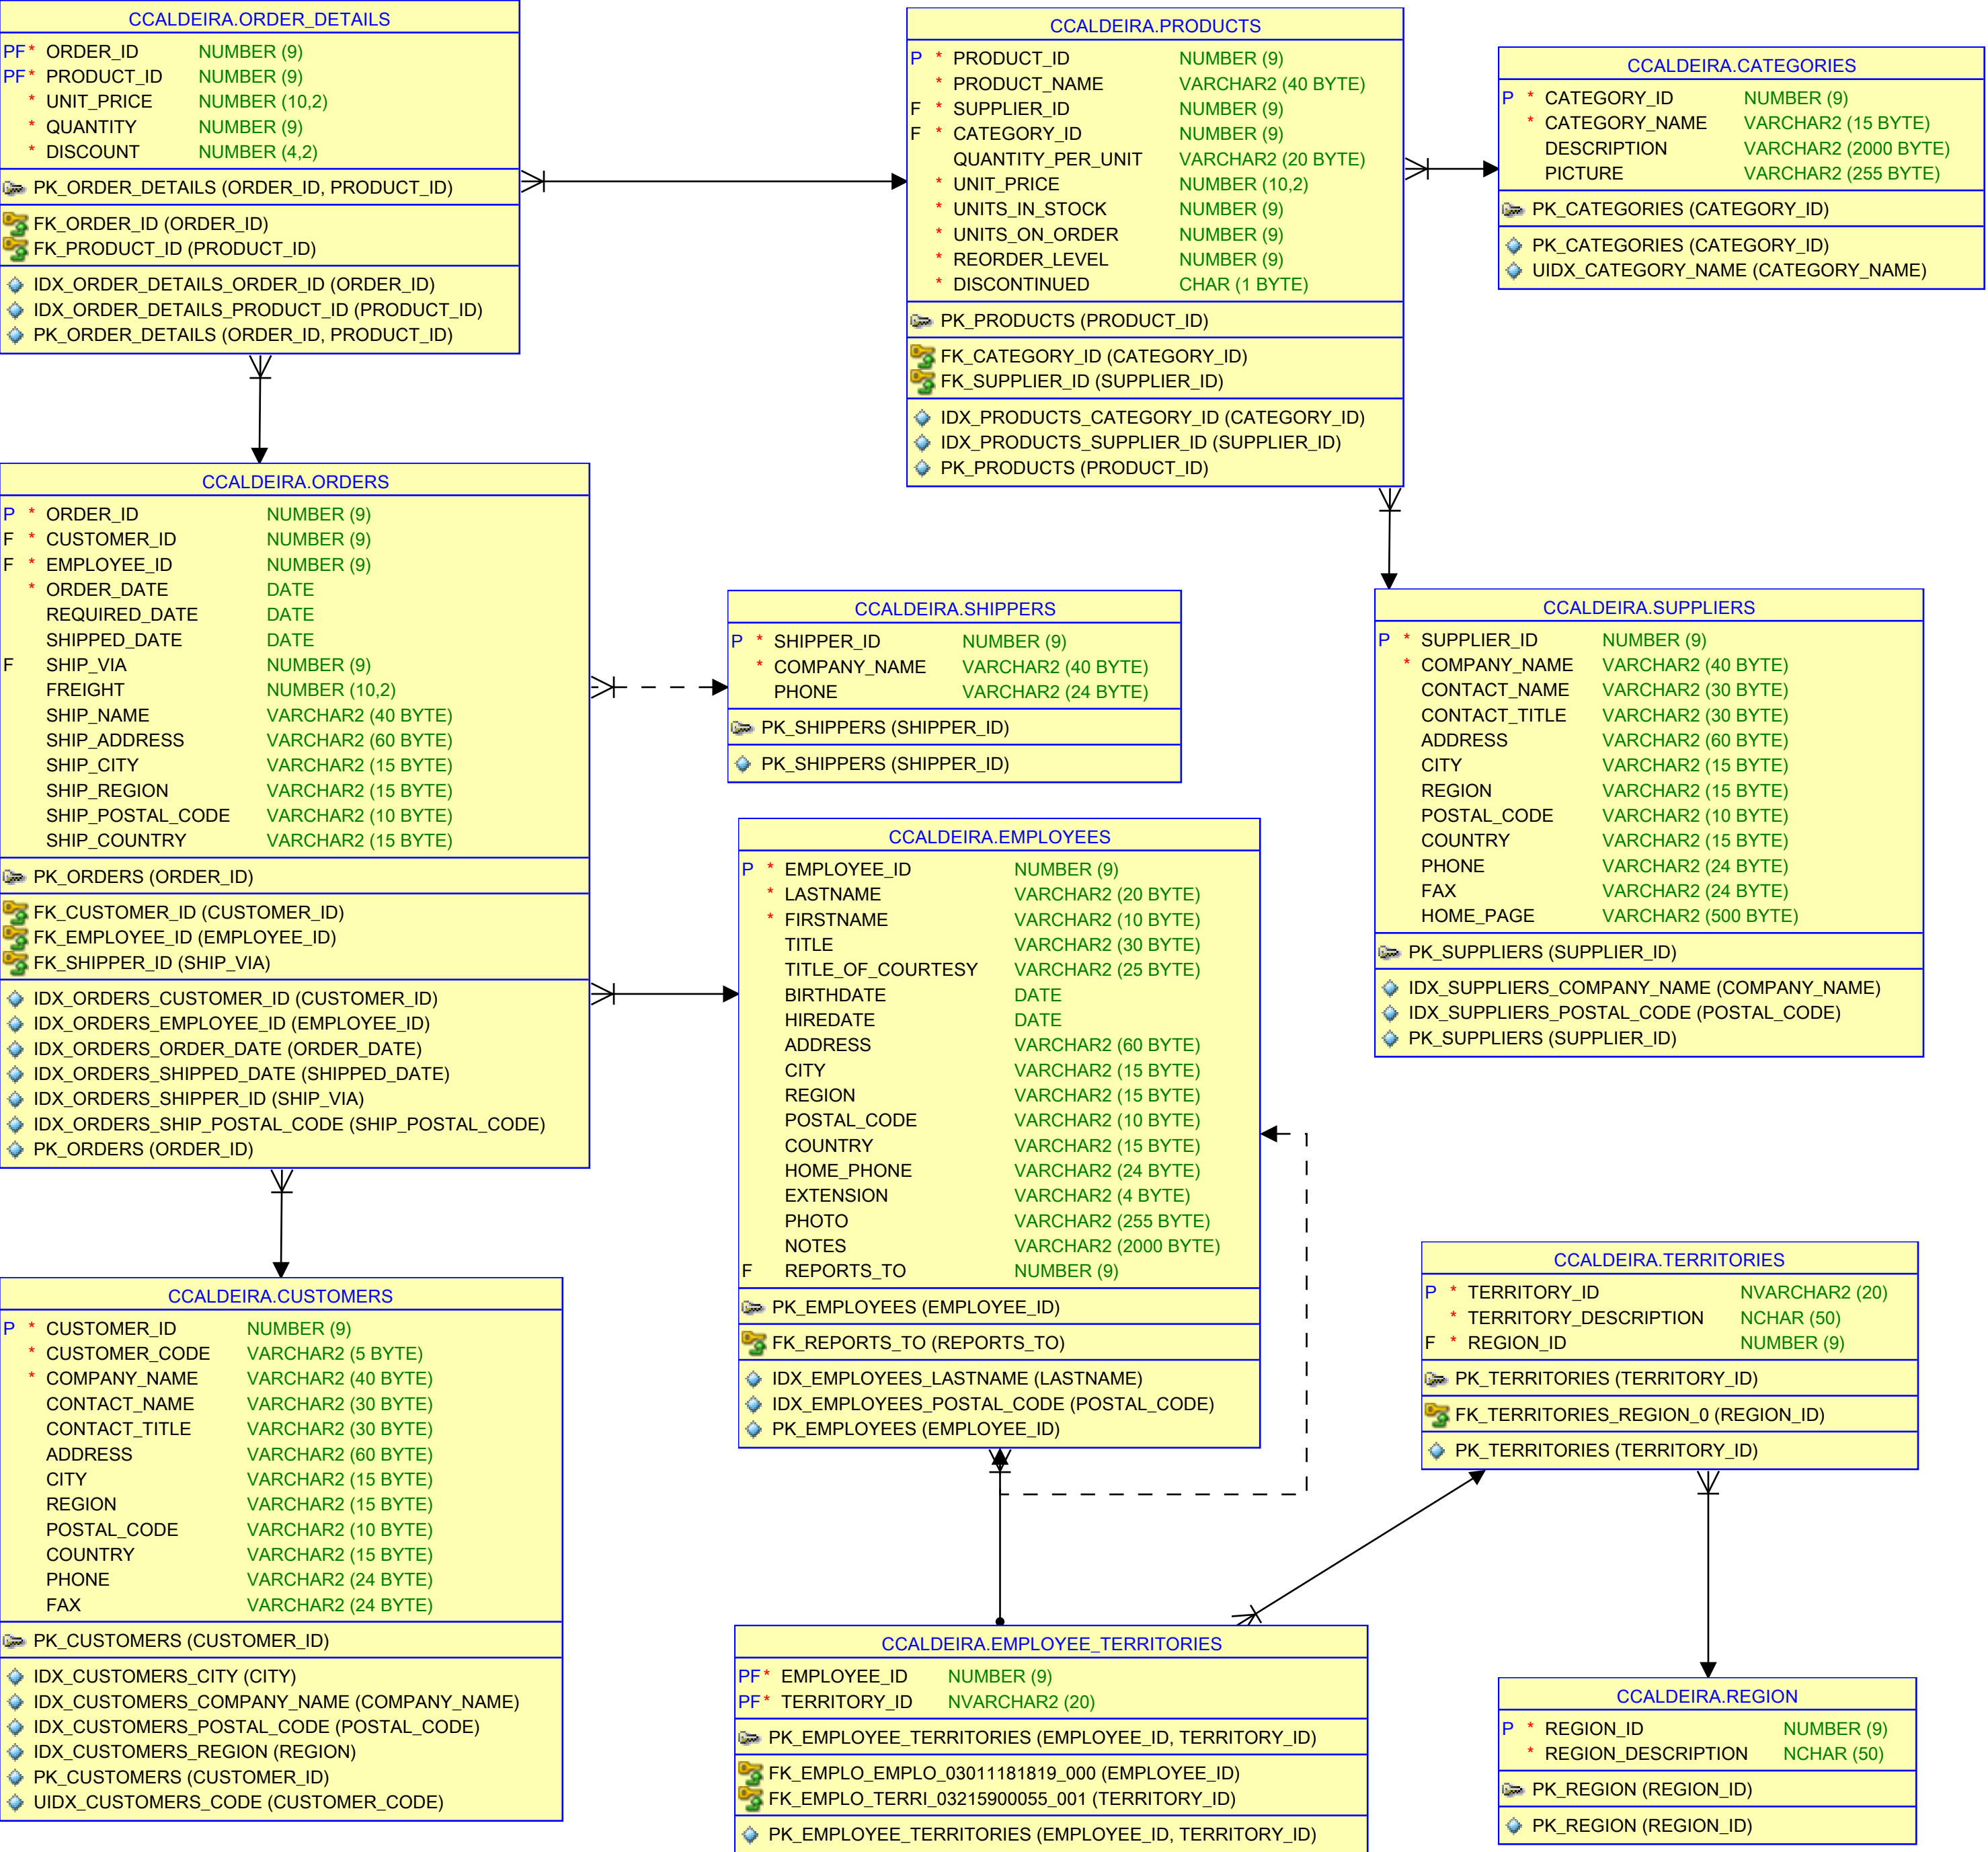 CCALDEIRA.ORDER_DETAILS
PF * ORDER_ID NUMBER (9)
PF * PRODUCT_ID NUMBER (9)
* UNIT_PRICE NUMBER (10,2)
* QUANTITY NUMBER (9)
* DISCOUNT NUMBER (4,2)
PK_ORDER_DETAILS (ORDER_ID, PRODUCT_ID)
FK_ORDER_ID (ORDER_ID)
FK_PRODUCT_ID (PRODUCT_ID)
IDX_ORDER_DETAILS_ORDER_ID (ORDER_ID)
IDX_ORDER_DETAILS_PRODUCT_ID (PRODUCT_ID)
PK_ORDER_DETAILS (ORDER_ID, PRODUCT_ID)
CCALDEIRA.PRODUCTS
P * PRODUCT_ID NUMBER (9)
* PRODUCT_NAME VARCHAR2 (40 BYTE)
F * SUPPLIER_ID NUMBER (9)
F * CATEGORY_ID NUMBER (9)
QUANTITY_PER_UNIT VARCHAR2 (20 BYTE)
* UNIT_PRICE NUMBER (10,2)
* UNITS_IN_STOCK NUMBER (9)
* UNITS_ON_ORDER NUMBER (9)
* REORDER_LEVEL NUMBER (9)
* DISCONTINUED CHAR (1 BYTE)
PK_PRODUCTS (PRODUCT_ID)
FK_CATEGORY_ID (CATEGORY_ID)
FK_SUPPLIER_ID (SUPPLIER_ID)
IDX_PRODUCTS_CATEGORY_ID (CATEGORY_ID)
IDX_PRODUCTS_SUPPLIER_ID (SUPPLIER_ID)
PK_PRODUCTS (PRODUCT_ID)
CCALDEIRA.CATEGORIES
P * CATEGORY_ID NUMBER (9)
* CATEGORY_NAME VARCHAR2 (15 BYTE)
DESCRIPTION VARCHAR2 (2000 BYTE)
PICTURE VARCHAR2 (255 BYTE)
PK_CATEGORIES (CATEGORY_ID)
PK_CATEGORIES (CATEGORY_ID)
UIDX_CATEGORY_NAME (CATEGORY_NAME)
CCALDEIRA.ORDERS
P * ORDER_ID NUMBER (9)
F * CUSTOMER_ID NUMBER (9)
F * EMPLOYEE_ID NUMBER (9)
* ORDER_DATE DATE
REQUIRED_DATE DATE
SHIPPED_DATE DATE
F SHIP_VIA NUMBER (9)
FREIGHT NUMBER (10,2)
SHIP_NAME VARCHAR2 (40 BYTE)
SHIP_ADDRESS VARCHAR2 (60 BYTE)
SHIP_CITY VARCHAR2 (15 BYTE)
SHIP_REGION VARCHAR2 (15 BYTE)
SHIP_POSTAL_CODE VARCHAR2 (10 BYTE)
SHIP_COUNTRY VARCHAR2 (15 BYTE)
PK_ORDERS (ORDER_ID)
FK_CUSTOMER_ID (CUSTOMER_ID)
FK_EMPLOYEE_ID (EMPLOYEE_ID)
FK_SHIPPER_ID (SHIP_VIA)
IDX_ORDERS_CUSTOMER_ID (CUSTOMER_ID)
IDX_ORDERS_EMPLOYEE_ID (EMPLOYEE_ID)
IDX_ORDERS_ORDER_DATE (ORDER_DATE)
IDX_ORDERS_SHIPPED_DATE (SHIPPED_DATE)
IDX_ORDERS_SHIPPER_ID (SHIP_VIA)
IDX_ORDERS_SHIP_POSTAL_CODE (SHIP_POSTAL_CODE)
PK_ORDERS (ORDER_ID)
CCALDEIRA.SHIPPERS
P * SHIPPER_ID NUMBER (9)
* COMPANY_NAME VARCHAR2 (40 BYTE)
PHONE VARCHAR2 (24 BYTE)
PK_SHIPPERS (SHIPPER_ID)
PK_SHIPPERS (SHIPPER_ID)
CCALDEIRA.SUPPLIERS
P * SUPPLIER_ID NUMBER (9)
* COMPANY_NAME VARCHAR2 (40 BYTE)
CONTACT_NAME VARCHAR2 (30 BYTE)
CONTACT_TITLE VARCHAR2 (30 BYTE)
ADDRESS VARCHAR2 (60 BYTE)
CITY VARCHAR2 (15 BYTE)
REGION VARCHAR2 (15 BYTE)
POSTAL_CODE VARCHAR2 (10 BYTE)
COUNTRY VARCHAR2 (15 BYTE)
PHONE VARCHAR2 (24 BYTE)
FAX VARCHAR2 (24 BYTE)
HOME_PAGE VARCHAR2 (500 BYTE)
PK_SUPPLIERS (SUPPLIER_ID)
IDX_SUPPLIERS_COMPANY_NAME (COMPANY_NAME)
IDX_SUPPLIERS_POSTAL_CODE (POSTAL_CODE)
PK_SUPPLIERS (SUPPLIER_ID)
CCALDEIRA.EMPLOYEES
P * EMPLOYEE_ID NUMBER (9)
* LASTNAME VARCHAR2 (20 BYTE)
* FIRSTNAME VARCHAR2 (10 BYTE)
TITLE VARCHAR2 (30 BYTE)
TITLE_OF_COURTESY VARCHAR2 (25 BYTE)
BIRTHDATE DATE
HIREDATE DATE
ADDRESS VARCHAR2 (60 BYTE)
CITY VARCHAR2 (15 BYTE)
REGION VARCHAR2 (15 BYTE)
POSTAL_CODE VARCHAR2 (10 BYTE)
COUNTRY VARCHAR2 (15 BYTE)
HOME_PHONE VARCHAR2 (24 BYTE)
EXTENSION VARCHAR2 (4 BYTE)
PHOTO VARCHAR2 (255 BYTE)
NOTES VARCHAR2 (2000 BYTE)
F REPORTS_TO NUMBER (9)
PK_EMPLOYEES (EMPLOYEE_ID)
FK_REPORTS_TO (REPORTS_TO)
IDX_EMPLOYEES_LASTNAME (LASTNAME)
IDX_EMPLOYEES_POSTAL_CODE (POSTAL_CODE)
PK_EMPLOYEES (EMPLOYEE_ID)
CCALDEIRA.CUSTOMERS
P * CUSTOMER_ID NUMBER (9)
* CUSTOMER_CODE VARCHAR2 (5 BYTE)
* COMPANY_NAME VARCHAR2 (40 BYTE)
CONTACT_NAME VARCHAR2 (30 BYTE)
CONTACT_TITLE VARCHAR2 (30 BYTE)
ADDRESS VARCHAR2 (60 BYTE)
CITY VARCHAR2 (15 BYTE)
REGION VARCHAR2 (15 BYTE)
POSTAL_CODE VARCHAR2 (10 BYTE)
COUNTRY VARCHAR2 (15 BYTE)
PHONE VARCHAR2 (24 BYTE)
FAX VARCHAR2 (24 BYTE)
PK_CUSTOMERS (CUSTOMER_ID)
IDX_CUSTOMERS_CITY (CITY)
IDX_CUSTOMERS_COMPANY_NAME (COMPANY_NAME)
IDX_CUSTOMERS_POSTAL_CODE (POSTAL_CODE)
IDX_CUSTOMERS_REGION (REGION)
PK_CUSTOMERS (CUSTOMER_ID)
UIDX_CUSTOMERS_CODE (CUSTOMER_CODE)
CCALDEIRA.TERRITORIES
P * TERRITORY_ID NVARCHAR2 (20)
* TERRITORY_DESCRIPTION NCHAR (50)
F * REGION_ID NUMBER (9)
PK_TERRITORIES (TERRITORY_ID)
FK_TERRITORIES_REGION_0 (REGION_ID)
PK_TERRITORIES (TERRITORY_ID)
CCALDEIRA.EMPLOYEE_TERRITORIES
PF * EMPLOYEE_ID NUMBER (9)
PF * TERRITORY_ID NVARCHAR2 (20)
PK_EMPLOYEE_TERRITORIES (EMPLOYEE_ID, TERRITORY_ID)
FK_EMPLO_EMPLO_03011181819_000 (EMPLOYEE_ID)
FK_EMPLO_TERRI_03215900055_001 (TERRITORY_ID)
PK_EMPLOYEE_TERRITORIES (EMPLOYEE_ID, TERRITORY_ID)
CCALDEIRA.REGION
P * REGION_ID NUMBER (9)
* REGION_DESCRIPTION NCHAR (50)
PK_REGION (REGION_ID)
PK_REGION (REGION_ID)